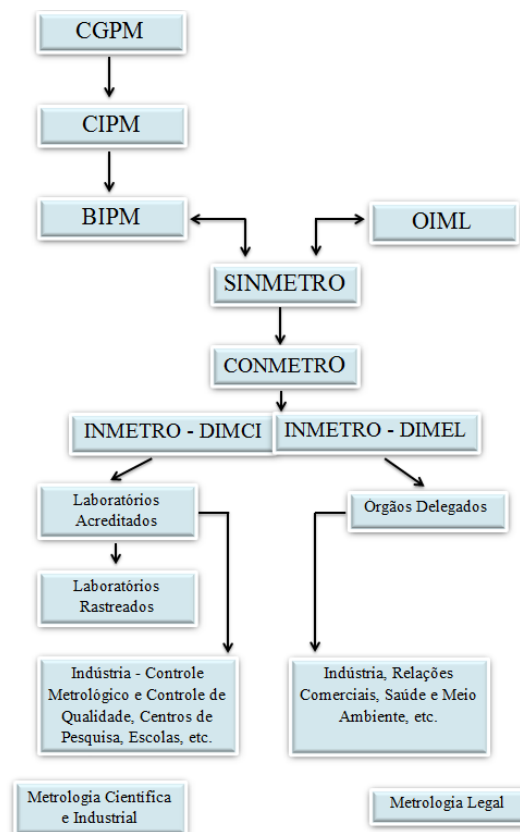 CGPM
CIPM
BIPM
OIML
SINMETRO
CONMETRO
INMETRO - DIMCI
INMETRO - DIMEL
Laboratórios
Acreditados
Órgãos Delegados
Laboratórios
Rastreados
Indústria - Controle
Metrológico e Controle de
Qualidade, Centros de
Pesquisa, Escolas, etc.
Indústria, Relações
Comerciais, Saúde e Meio
Ambiente, etc.
Metrologia Científica
e Industrial
Metrologia Legal